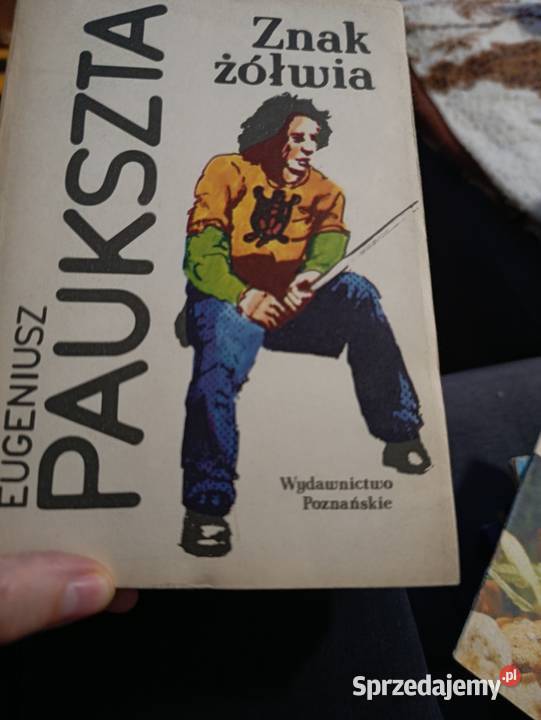 EUGENIUSZ
PAUKSZTA
Znak
żółwia
Wydawnictwo
Poznańskie
Sprzedajemy.pl